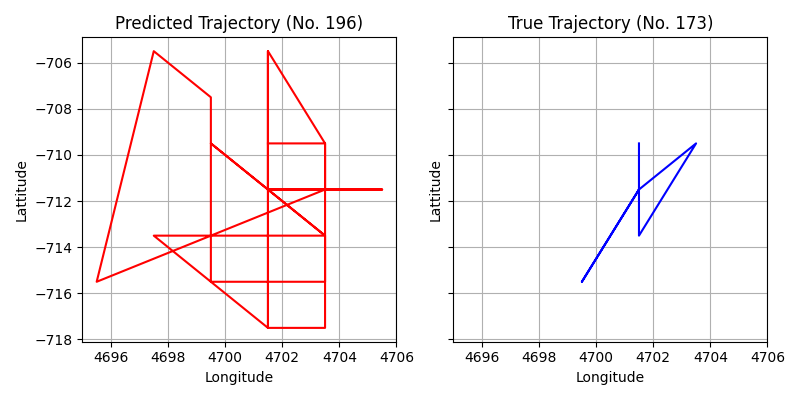 Predicted Trajectory (No. 196)
True Trajectory (No. 173)
Lattitude
−706
−708
−710
−712
−714
−716
−718
4696 4698 4700 4702 4704 4706
Longitude
Lattitude
4696 4698 4700 4702 4704 4706
Longitude